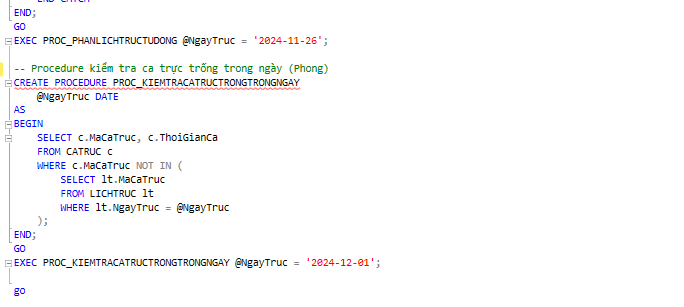 END;
GO
EXEC PROC_PHANLICHTRUCTUDONG @NgayTruc = '2024-11-26';
-- Procedure kiểm tra ca trực trống trong ngày (Phong)
CREATE PROCEDURE PROC_KIEMTRACATRUCTRONGTRONGNGAY
@NgayTruc DATE
AS
BEGIN
SELECT c.MaCaTruc, c.ThoiGianCa
FROM CATRUC c
WHERE c.MaCaTruc NOT IN (
SELECT lt.MaCaTruc
FROM LICHTRUC lt
WHERE lt.NgayTruc = @NgayTruc
);
END;
GO
EXEC PROC_KIEMTRACATRUCTRONGTRONGNGAY @NgayTruc = '2024-12-01';
go